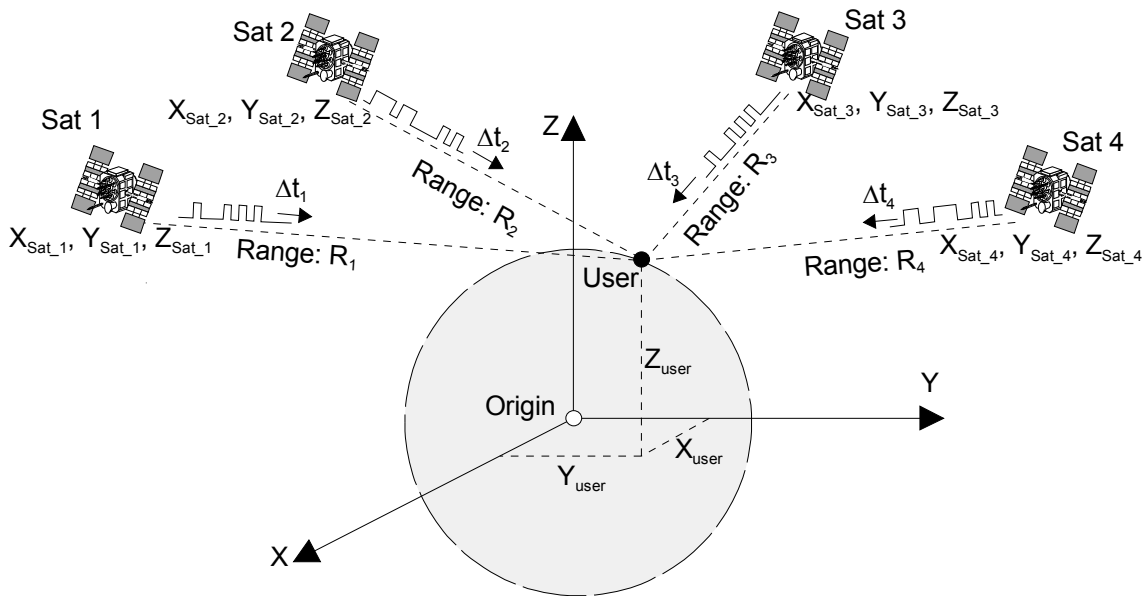 Sat 2
X_Sat_2, Y_Sat_2, Z_Sat_2
Δt_2
Range: R_2
Sat 3
X_Sat_3, Y_Sat_3, Z_Sat_3
Δt_3
Range: R_3
Sat 1
X_Sat_1, Y_Sat_1, Z_Sat_1
Δt_1
Range: R_1
Sat 4
X_Sat_4, Y_Sat_4, Z_Sat_4
Δt_4
Range: R_4
Z
User
Z_user
Origin
Y
X_user
Y_user
X